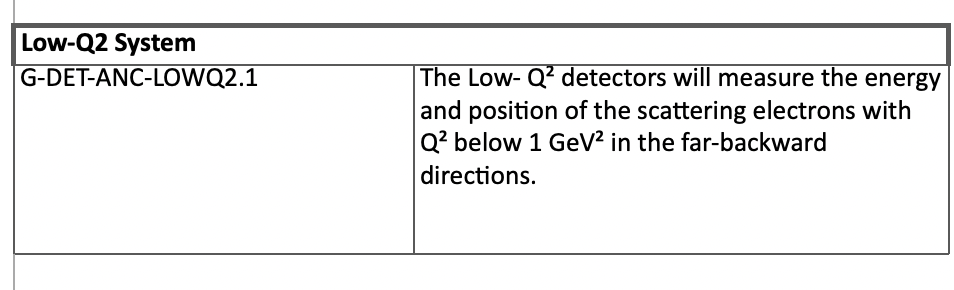 Low-Q2 System
G-DET-ANC-LOWQ2.1
The Low- Q² detectors will measure the energy
and position of the scattering electrons with
Q² below 1 GeV² in the far-backward
directions.